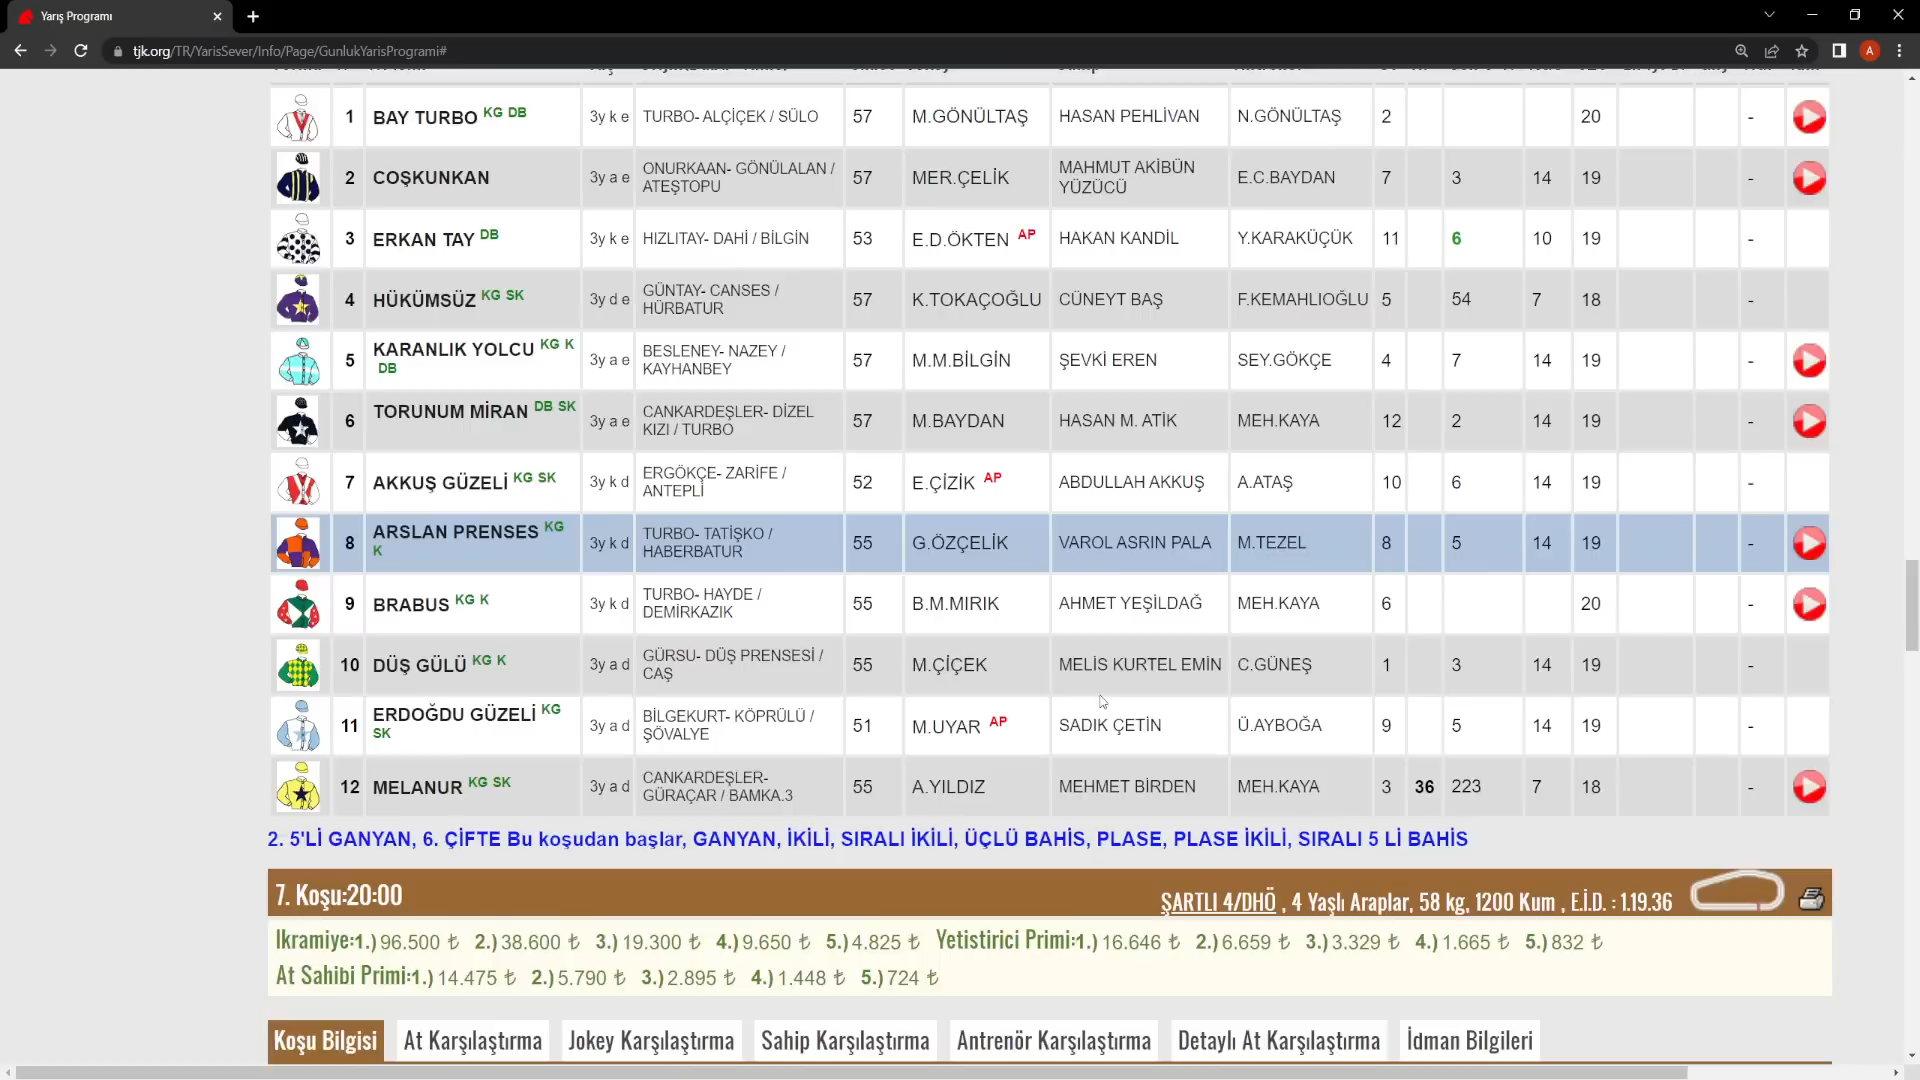 Yarış Programı
tjk.org/TR/YarisSever/Info/Page/GunlukYarisProgrami#
A
1 BAY TURBO KG DB 3y k e TURBO- ALÇİÇEK / SÜLO 57 M.GÖNÜLTAŞ HASAN PEHLİVAN N.GÖNÜLTAŞ 2 20 -
2 COŞKUNKAN 3y a e ONURKAAN- GÖNÜLALAN / ATEŞTOPU 57 MER.ÇELİK MAHMUT AKİBÜN YÜZÜCÜ E.C.BAYDAN 7 3 14 19 -
3 ERKAN TAY DB 3y k e HIZLITAY- DAHİ / BİLGİN 53 E.D.ÖKTEN AP HAKAN KANDİL Y.KARAKÜÇÜK 11 6 10 19 -
4 HÜKÜMSÜZ KG SK 3y d e GÜNTAY- CANSES / HÜRBATUR 57 K.TOKAÇOĞLU CÜNEYT BAŞ F.KEMAHLIOĞLU 5 54 7 18 -
5 KARANLIK YOLCU KG K DB 3y a e BESLENEY- NAZEY / KAYHANBEY 57 M.M.BİLGİN ŞEVKİ EREN SEY.GÖKÇE 4 7 14 19 -
6 TORUNUM MİRAN DB SK 3y a e CANKARDEŞLER- DİZEL KIZI / TURBO 57 M.BAYDAN HASAN M. ATİK MEH.KAYA 12 2 14 19 -
7 AKKUŞ GÜZELİ KG SK 3y k d ERGÖKÇE- ZARİFE / ANTEPLİ 52 E.ÇİZİK AP ABDULLAH AKKUŞ A.ATAŞ 10 6 14 19 -
8 ARSLAN PRENSES KG K 3y k d TURBO- TATİŞKO / HABERBATUR 55 G.ÖZÇELİK VAROL ASRIN PALA M.TEZEL 8 5 14 19 -
9 BRABUS KG K 3y k d TURBO- HAYDE / DEMİRKAZIK 55 B.M.MIRIK AHMET YEŞİLDAĞ MEH.KAYA 6 20 -
10 DÜŞ GÜLÜ KG K 3y a d GÜRSU- DÜŞ PRENSESİ / CAŞ 55 M.ÇİÇEK MELİS KURTEL EMİN C.GÜNEŞ 1 3 14 19 -
11 ERDOĞDU GÜZELİ KG SK 3y a d BİLGEKURT- KÖPRÜLÜ / ŞÖVALYE 51 M.UYAR AP SADIK ÇETİN Ü.AYBOĞA 9 5 14 19 -
12 MELANUR KG SK 3y a d CANKARDEŞLER- GÜRAÇAR / BAMKA.3 55 A.YILDIZ MEHMET BİRDEN MEH.KAYA 3 36 223 7 18 -
2. 5'Lİ GANYAN, 6. ÇİFTE Bu koşudan başlar, GANYAN, İKİLİ, SIRALI İKİLİ, ÜÇLÜ BAHİS, PLASE, PLASE İKİLİ, SIRALI 5 Lİ BAHİS
7. Koşu:20:00 ŞARTLI 4/DHÖ , 4 Yaşlı Araplar, 58 kg, 1200 Kum , E.İ.D. : 1.19.36
Ikramiye:1.) 96.500 ₺ 2.) 38.600 ₺ 3.) 19.300 ₺ 4.) 9.650 ₺ 5.) 4.825 ₺ Yetistirici Primi:1.) 16.646 ₺ 2.) 6.659 ₺ 3.) 3.329 ₺ 4.) 1.665 ₺ 5.) 832 ₺
At Sahibi Primi:1.) 14.475 ₺ 2.) 5.790 ₺ 3.) 2.895 ₺ 4.) 1.448 ₺ 5.) 724 ₺
Koşu Bilgisi At Karşılaştırma Jokey Karşılaştırma Sahip Karşılaştırma Antrenör Karşılaştırma Detaylı At Karşılaştırma İdman Bilgileri